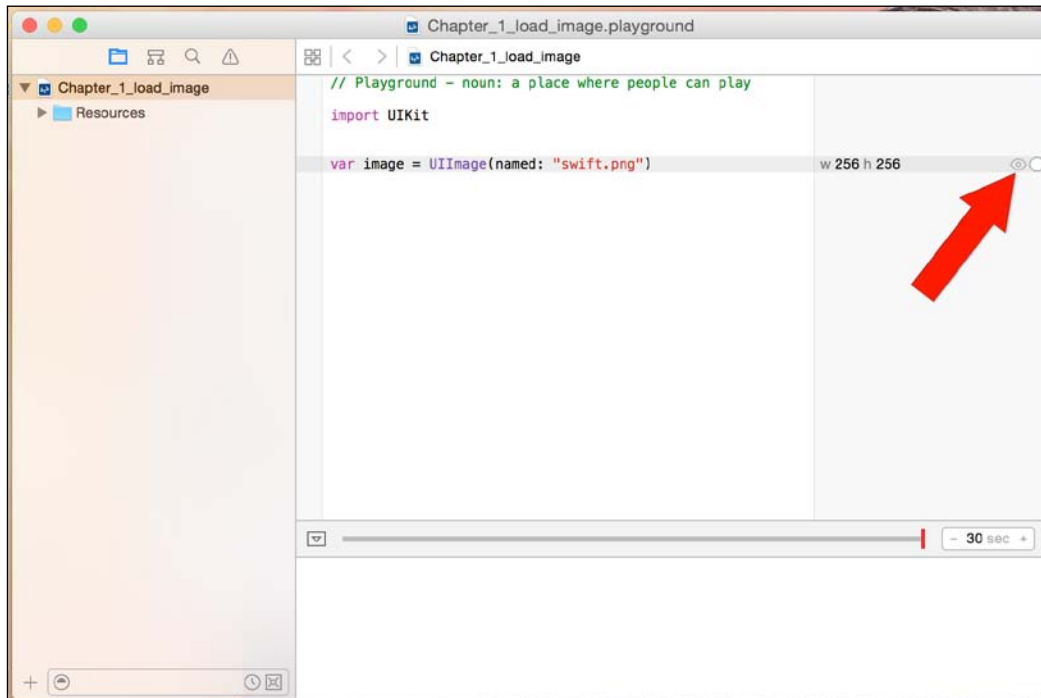 Chapter_1_load_image.playground
Chapter_1_load_image
Chapter_1_load_image
Resources
// Playground – noun: a place where people can play
import UIKit
var image = UIImage(named: "swift.png")
w 256 h 256
- 30 sec +